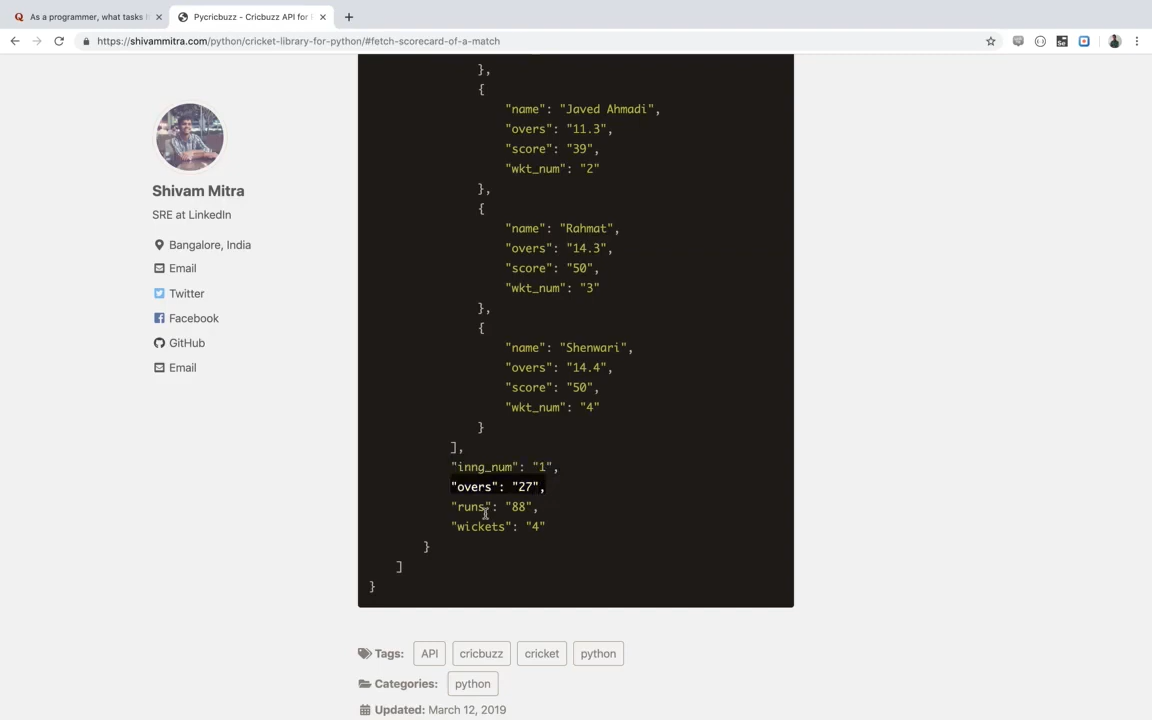 As a programmer, what tasks h
Pycricbuzz - Cricbuzz API for
https://shivammitra.com/python/cricket-library-for-python/#fetch-scorecard-of-a-match
Shivam Mitra
SRE at LinkedIn
Bangalore, India
Email
Twitter
Facebook
GitHub
Email
},
{
"name": "Javed Ahmadi",
"overs": "11.3",
"score": "39",
"wkt_num": "2"
},
{
"name": "Rahmat",
"overs": "14.3",
"score": "50",
"wkt_num": "3"
},
{
"name": "Shenwari",
"overs": "14.4",
"score": "50",
"wkt_num": "4"
}
],
"inng_num": "1",
"overs": "27",
"runs": "88",
"wickets": "4"
}
]
}
Tags: API cricbuzz cricket python
Categories: python
Updated: March 12, 2019